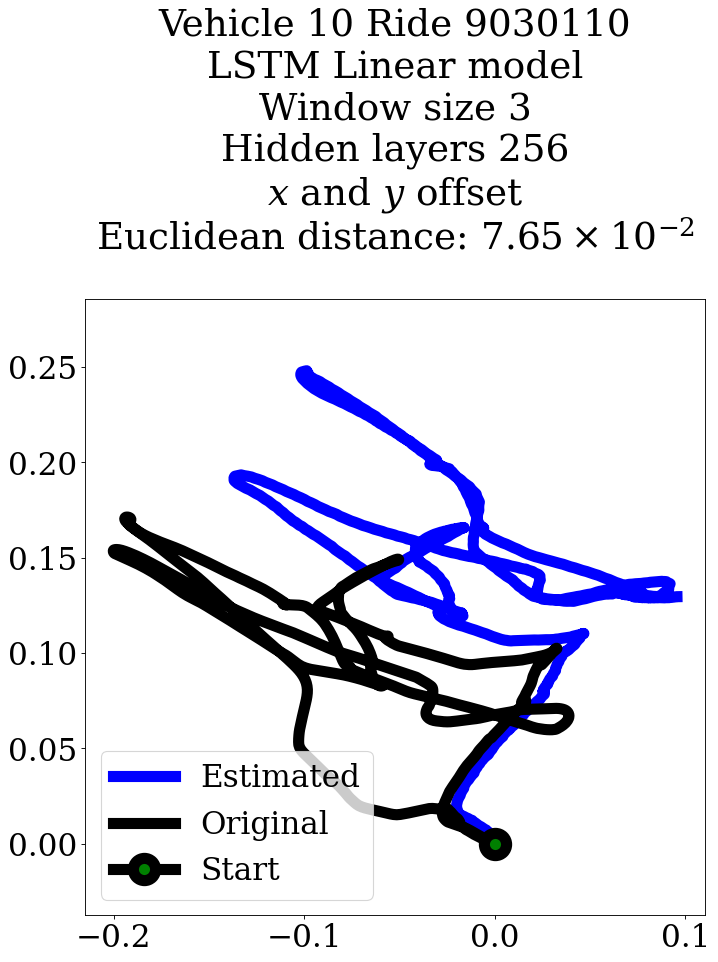 Vehicle 10 Ride 9030110
LSTM Linear model
Window size 3
Hidden layers 256
x and y offset
Euclidean distance: 7.65 × 10⁻²
0.25
0.20
0.15
0.10
0.05
0.00
Estimated
Original
Start
−0.2 −0.1 0.0 0.1